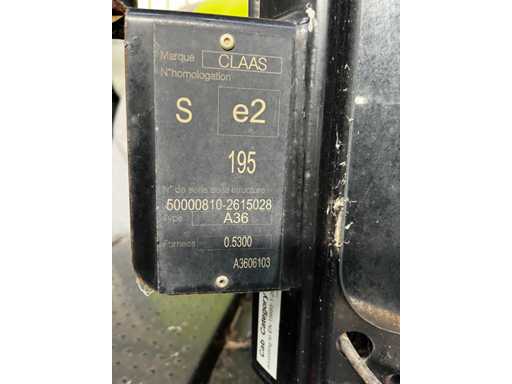 Marque CLAAS
N°homologation
S e2
195
N° de série de la structure
50000810-2615028
Type A36
Fornece 0.5300
A3606103
Cab Category